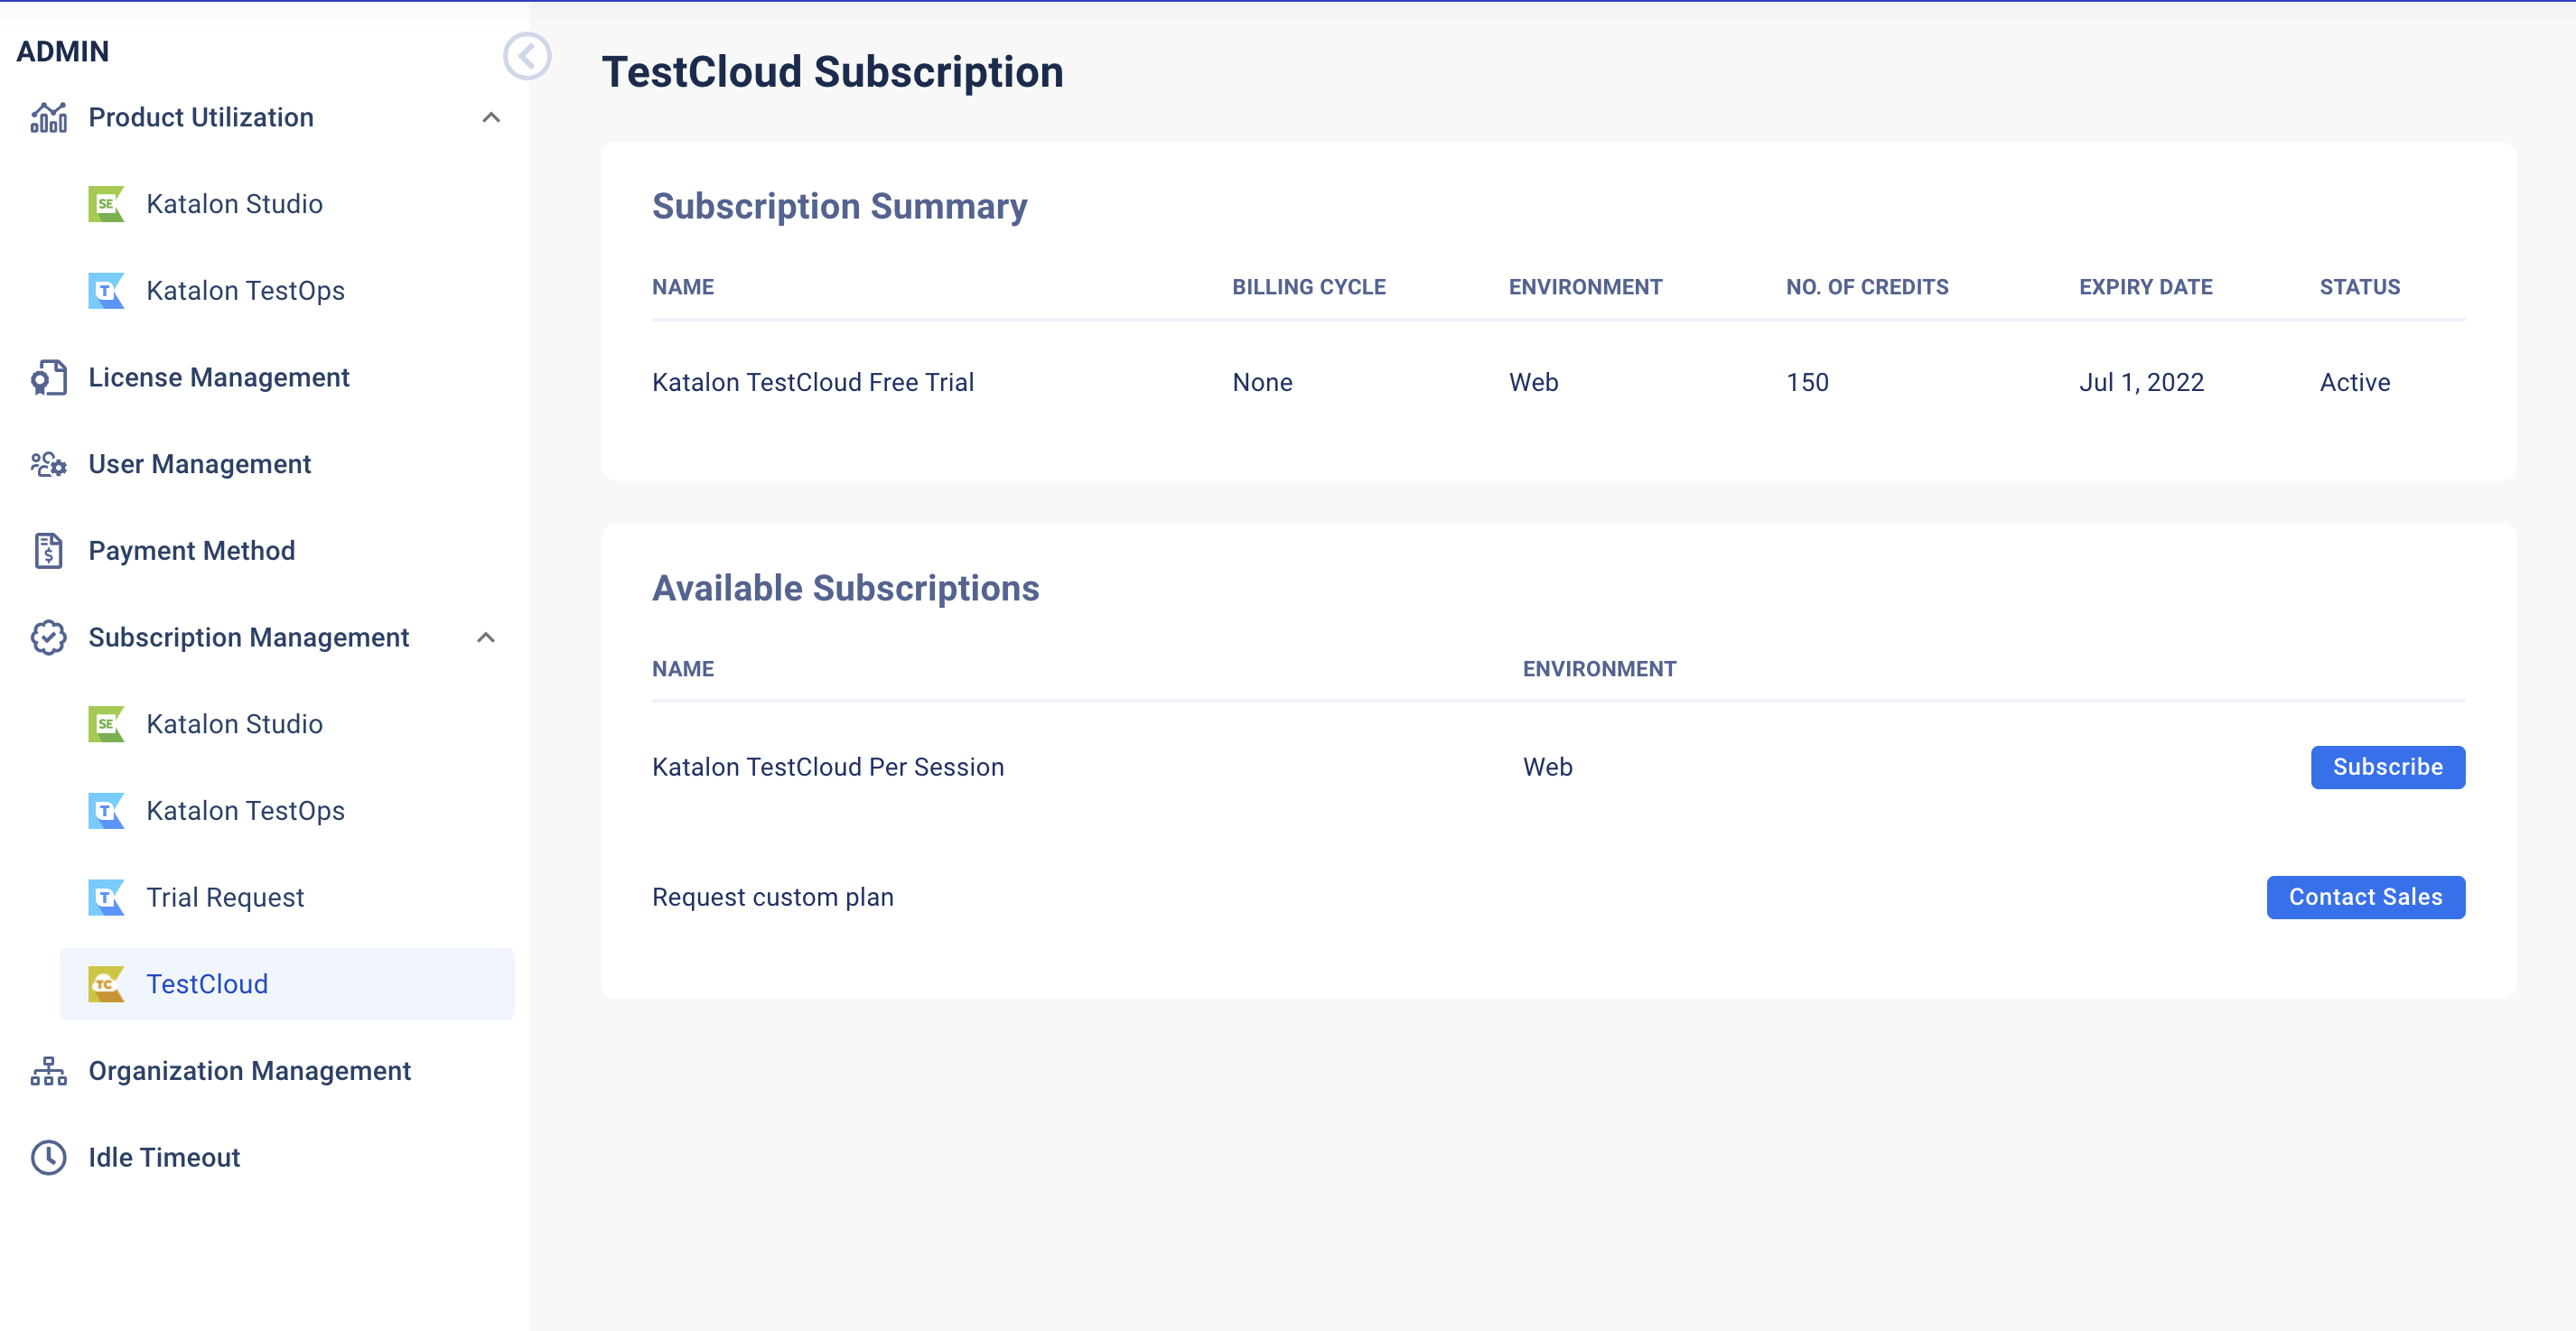 ADMIN
Product Utilization
SE Katalon Studio
T Katalon TestOps
License Management
User Management
Payment Method
Subscription Management
SE Katalon Studio
T Katalon TestOps
T Trial Request
TC TestCloud
Organization Management
Idle Timeout
TestCloud Subscription
Subscription Summary
NAME BILLING CYCLE ENVIRONMENT NO. OF CREDITS EXPIRY DATE STATUS
Katalon TestCloud Free Trial None Web 150 Jul 1, 2022 Active
Available Subscriptions
NAME ENVIRONMENT
Katalon TestCloud Per Session Web Subscribe
Request custom plan Contact Sales